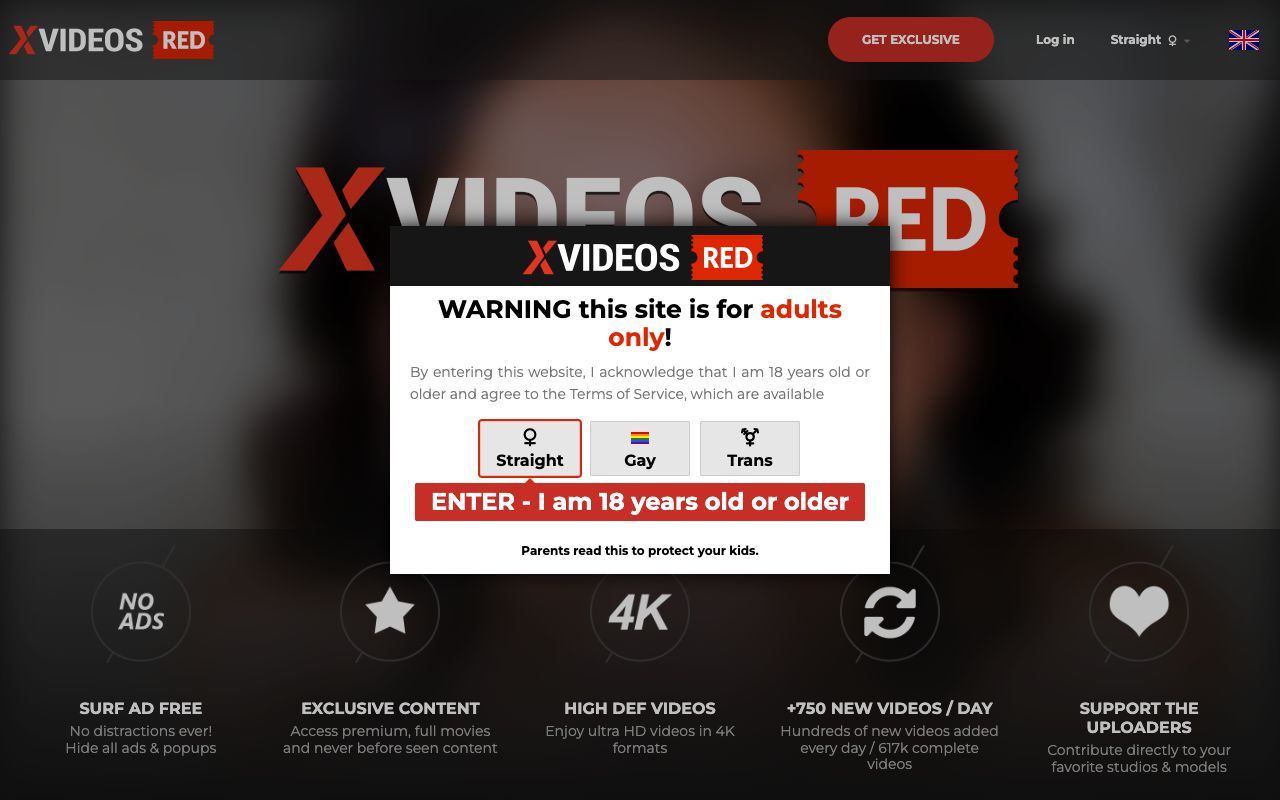 XVIDEOS RED
GET EXCLUSIVE
Log in
Straight
XVIDEOS RED
XVIDEOS RED
WARNING this site is for adults
only!
By entering this website, I acknowledge that I am 18 years old or
older and agree to the Terms of Service, which are available
Straight
Gay
Trans
ENTER - I am 18 years old or older
Parents read this to protect your kids.
NO
ADS
4K
SURF AD FREE
No distractions ever!
Hide all ads & popups
EXCLUSIVE CONTENT
Access premium, full movies
and never before seen content
HIGH DEF VIDEOS
Enjoy ultra HD videos in 4K
formats
+750 NEW VIDEOS / DAY
Hundreds of new videos added
every day / 617k complete
videos
SUPPORT THE
UPLOADERS
Contribute directly to your
favorite studios & models